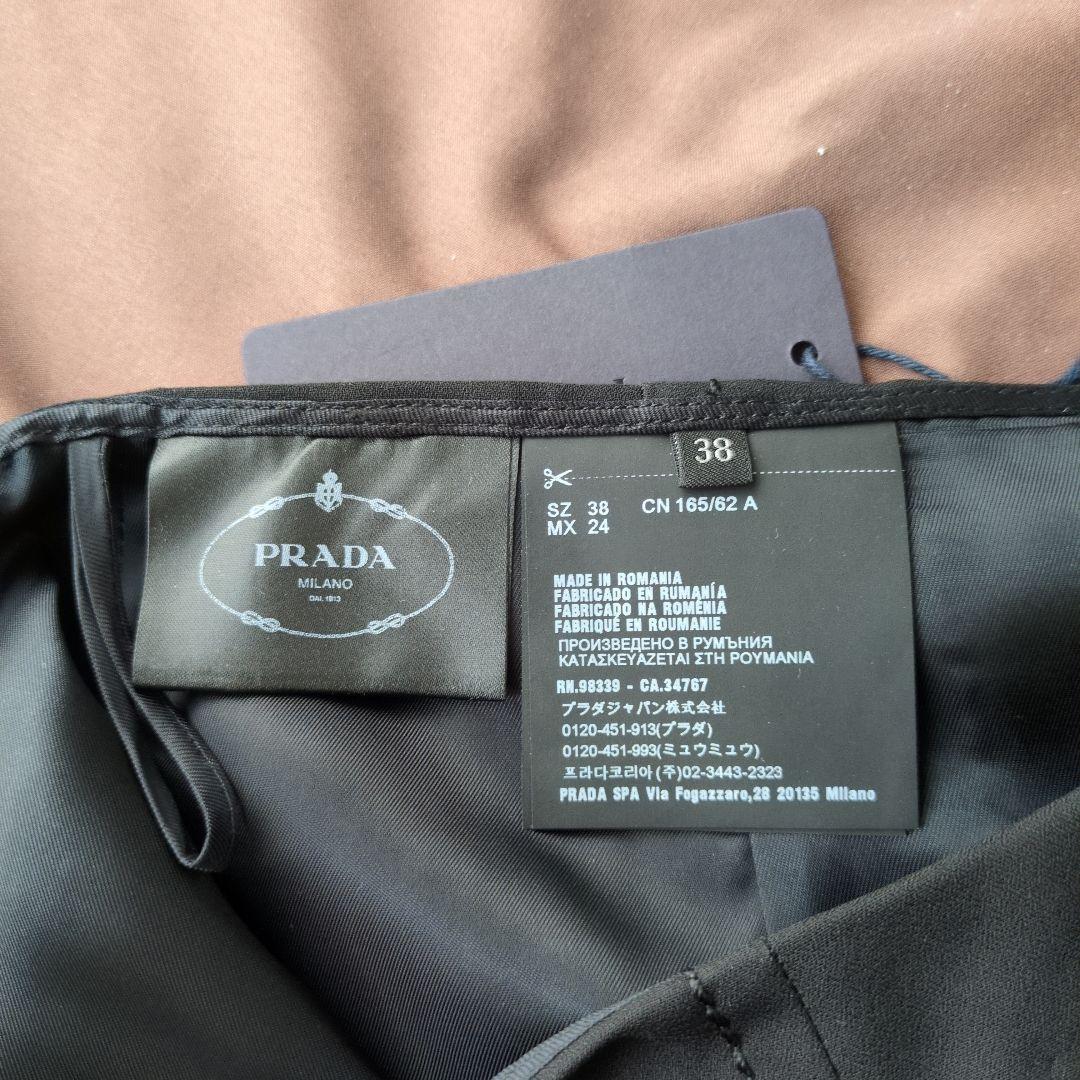 PRADA
MILANO
DAL 1913
38
SZ 38 CN 165/62 A
MX 24
MADE IN ROMANIA
FABRICADO EN RUMANÍA
FABRICADO NA ROMÉNIA
FABRIQUÉ EN ROUMANIE
ПРОИЗВЕДЕНО В РУМЪНИЯ
ΚΑΤΑΣΚΕΥΑΖΕΤΑΙ ΣΤΗ ΡΟΥΜΑΝΙΑ
RN.98339 - CA.34767
プラダジャパン株式会社
0120-451-913(プラダ)
0120-451-993(ミュウミュウ)
프라다코리아(주)02-3443-2323
PRADA SPA Via Fogazzaro,28 20135 Milano